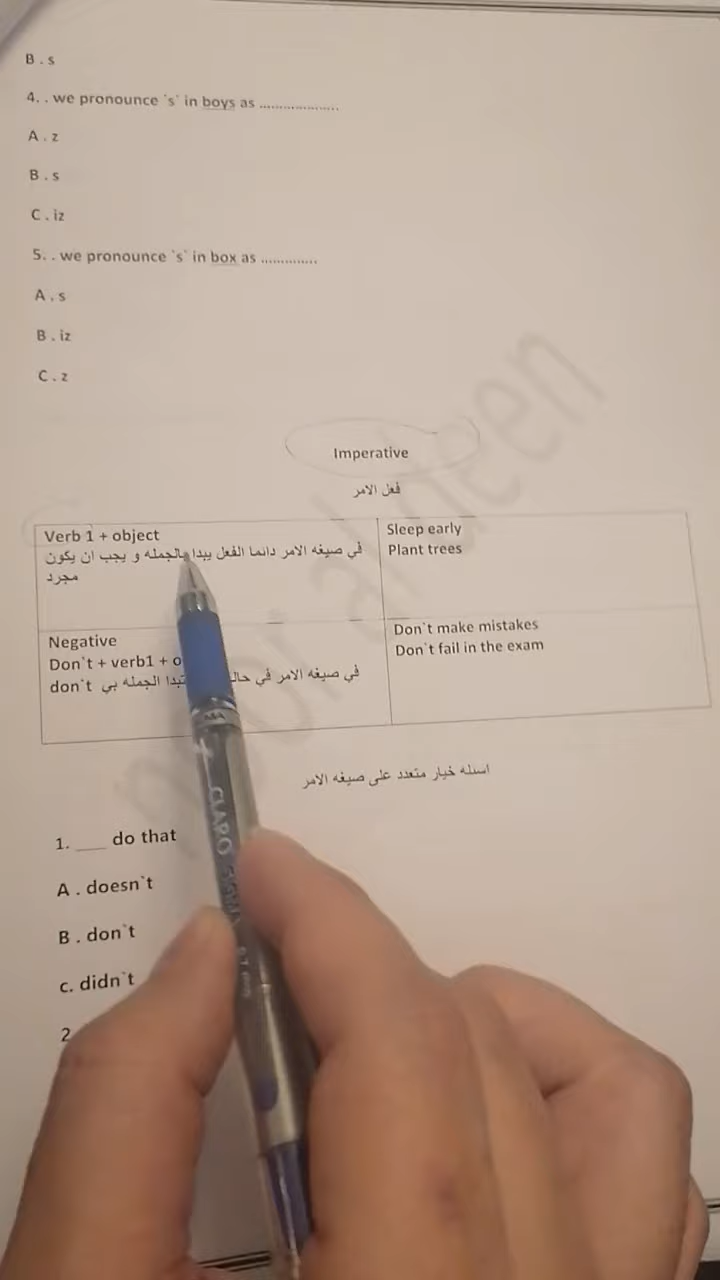 B . s
4. . we pronounce `s` in boys as ...................
A . z
B . s
C . iz
5. . we pronounce `s` in box as .............
A . s
B . iz
C . z
Imperative
فعل الامر
Verb 1 + object
في صيغه الامر دائما الفعل يبدا بالجمله و يجب ان يكون
مجرد
Sleep early
Plant trees
Negative
Don`t + verb1 + o
في صيغه الامر في تبدا الجمله بي don`t
Don`t make mistakes
Don`t fail in the exam
اسئله خيار متعدد على صيغه الامر
1. ____ do that
A . doesn`t
B . don`t
c. didn`t
2
CLARO